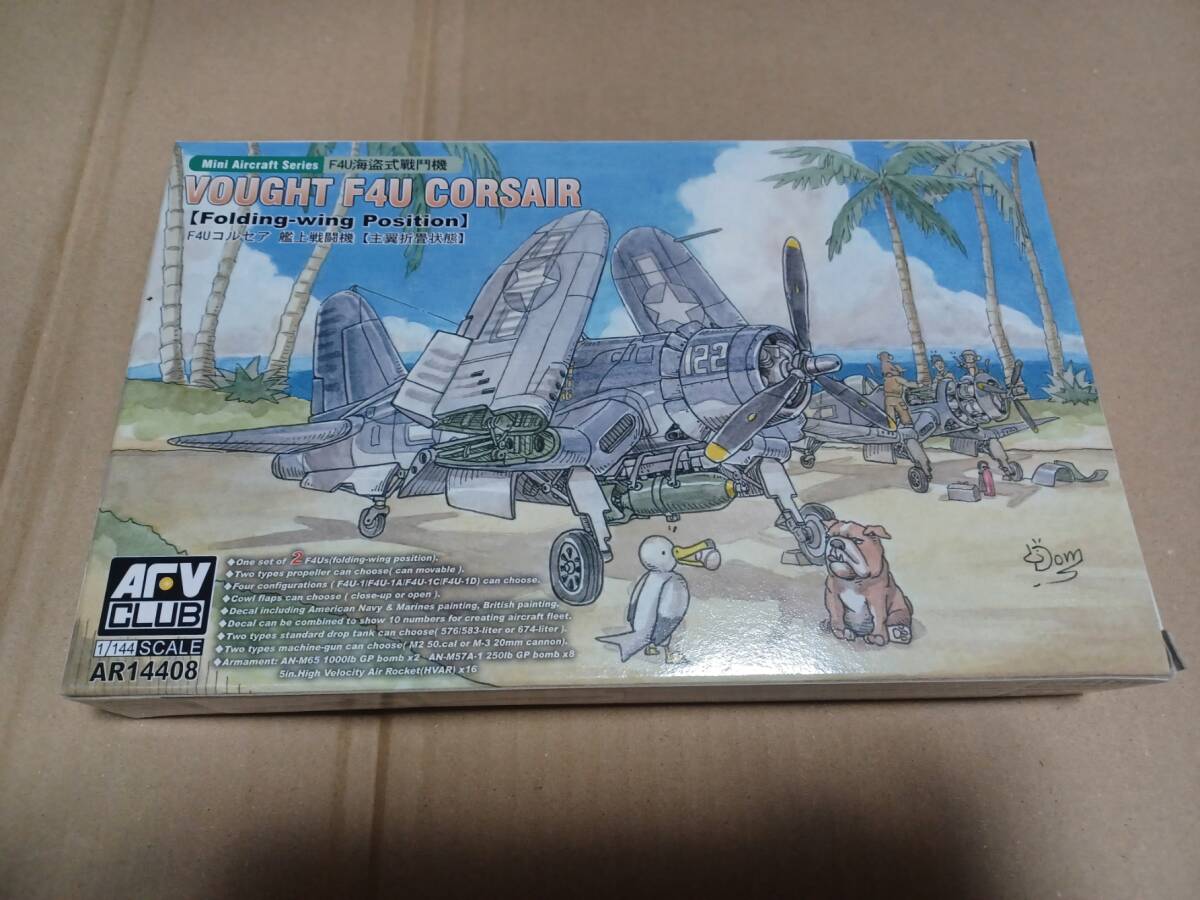 Mini Aircraft Series F4U海盜式戰鬥機
VOUGHT F4U CORSAIR
【Folding-wing Position】
F4Uコルセア 艦上戦闘機【主翼折畳状態】
122
Dom
◆One set of 2 F4Us(folding-wing position).
◆Two types propeller can choose( can movable ).
◆Four configurations ( F4U-1/F4U-1A/F4U-1C/F4U-1D) can choose.
◆Cowl flaps can choose ( close-up or open ).
◆Decal including American Navy & Marines painting, British painting.
◆Decal can be combined to show 10 numbers for creating aircraft fleet.
◆Two types standard drop tank can choose( 576/583-liter or 674-liter ).
◆Two types machine-gun can choose( M2 50.cal or M-3 20mm cannon).
◆Armament: AN-M65 1000lb GP bomb x2 AN-M57A-1 250lb GP bomb x8
5in.High Velocity Air Rocket(HVAR) x16
AFV
CLUB
1/144 SCALE
AR14408